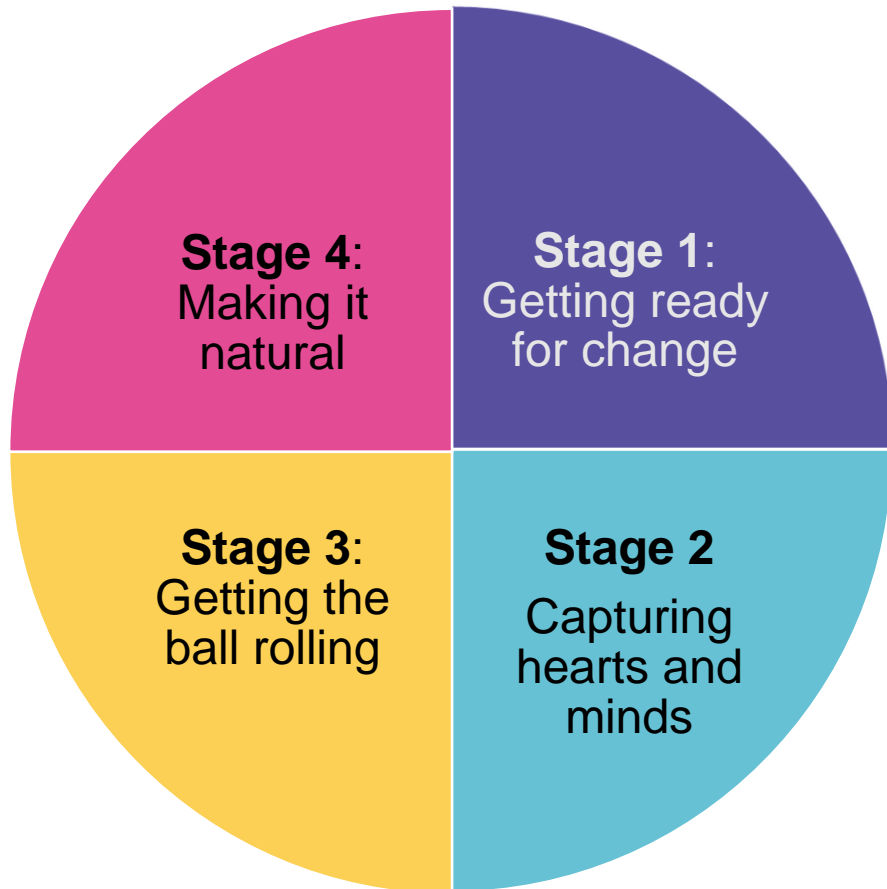 Stage 1:
Getting ready
for change
Stage 2
Capturing
hearts and
minds
Stage 3:
Getting the
ball rolling
Stage 4:
Making it
natural